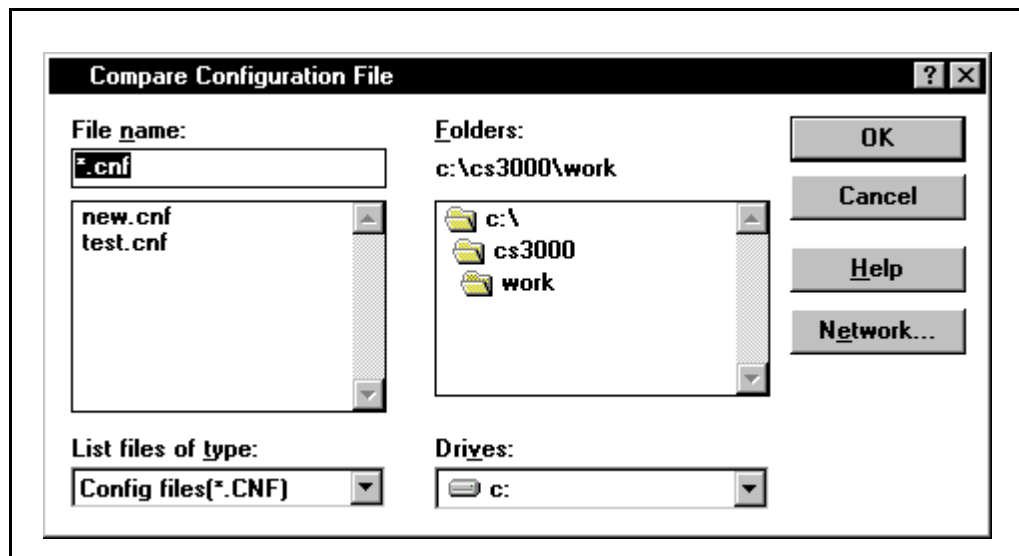 Compare Configuration File
?
File name:
*.cnf
new.cnf
test.cnf
List files of type:
Config files(*.CNF)
Folders:
c:\cs3000\work
c:\
cs3000
work
Drives:
c:
OK
Cancel
Help
Network...